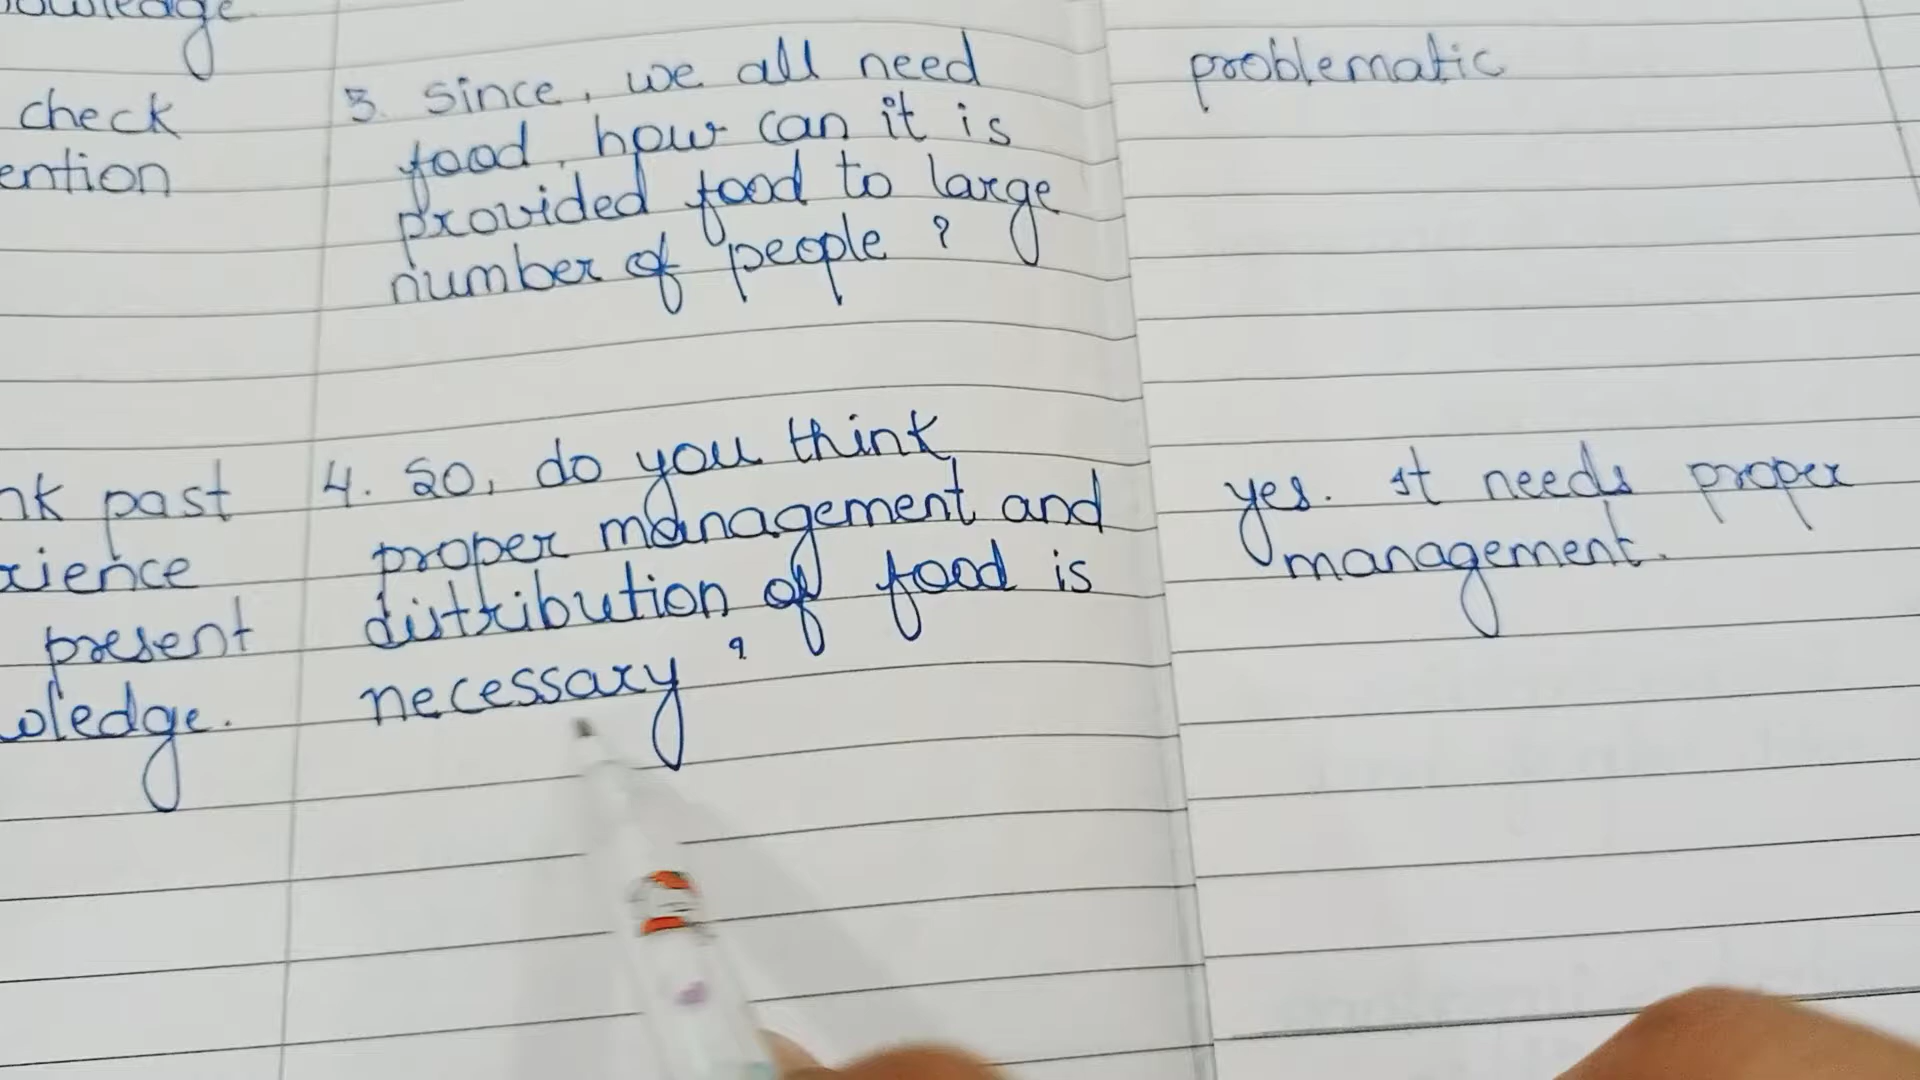 check
ention
3. Since, we all need
food, how can it is
provided food to large
number of people ?
problematic
nk past
rience
present
wledge.
4. So, do you think
proper management and
distribution of food is
necessary ?
yes. It needs proper
management.